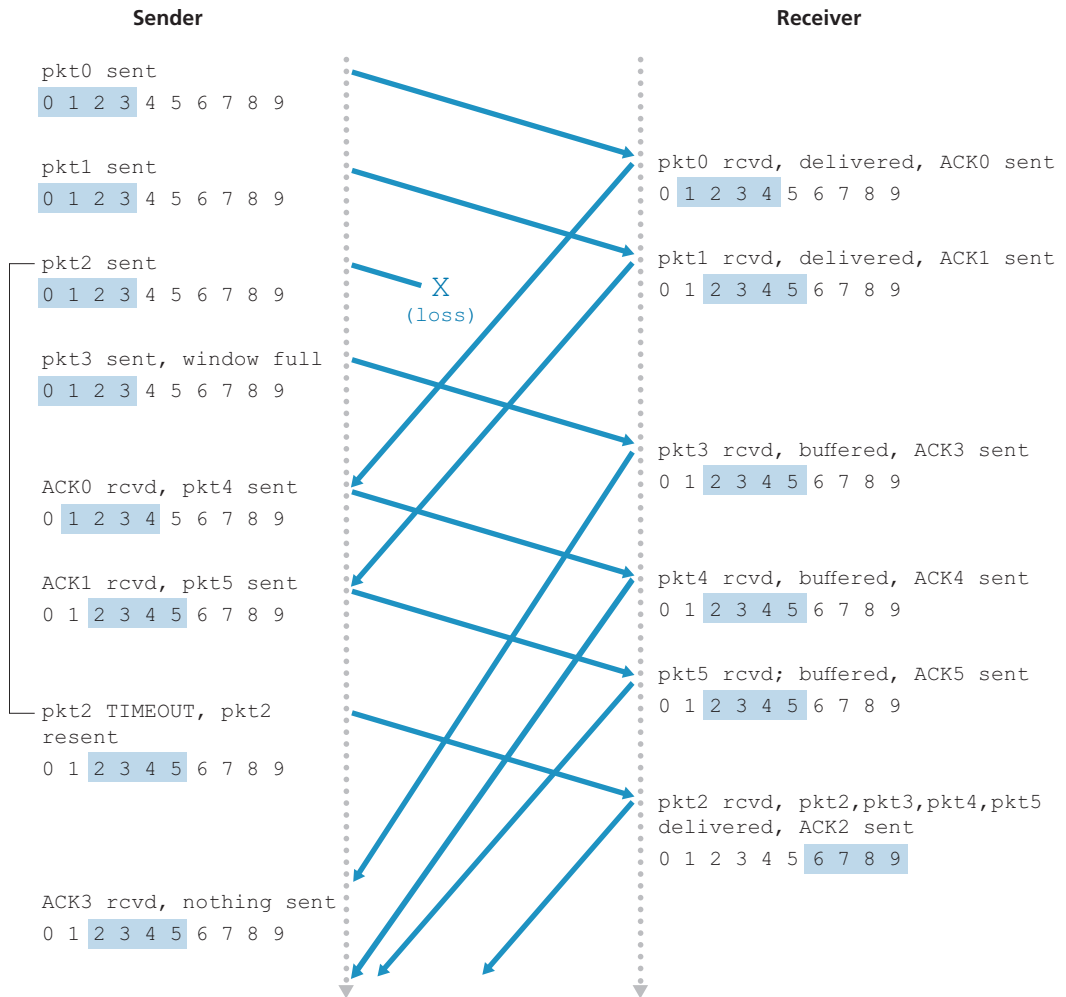 Sender
Receiver
pkt0 sent
0 1 2 3 4 5 6 7 8 9
pkt0 rcvd, delivered, ACK0 sent
0 1 2 3 4 5 6 7 8 9
pkt1 sent
0 1 2 3 4 5 6 7 8 9
pkt1 rcvd, delivered, ACK1 sent
0 1 2 3 4 5 6 7 8 9
pkt2 sent
0 1 2 3 4 5 6 7 8 9
X
(loss)
pkt3 sent, window full
0 1 2 3 4 5 6 7 8 9
pkt3 rcvd, buffered, ACK3 sent
0 1 2 3 4 5 6 7 8 9
ACK0 rcvd, pkt4 sent
0 1 2 3 4 5 6 7 8 9
pkt4 rcvd, buffered, ACK4 sent
0 1 2 3 4 5 6 7 8 9
ACK1 rcvd, pkt5 sent
0 1 2 3 4 5 6 7 8 9
pkt5 rcvd; buffered, ACK5 sent
0 1 2 3 4 5 6 7 8 9
pkt2 TIMEOUT, pkt2
resent
0 1 2 3 4 5 6 7 8 9
pkt2 rcvd, pkt2,pkt3,pkt4,pkt5
delivered, ACK2 sent
0 1 2 3 4 5 6 7 8 9
ACK3 rcvd, nothing sent
0 1 2 3 4 5 6 7 8 9